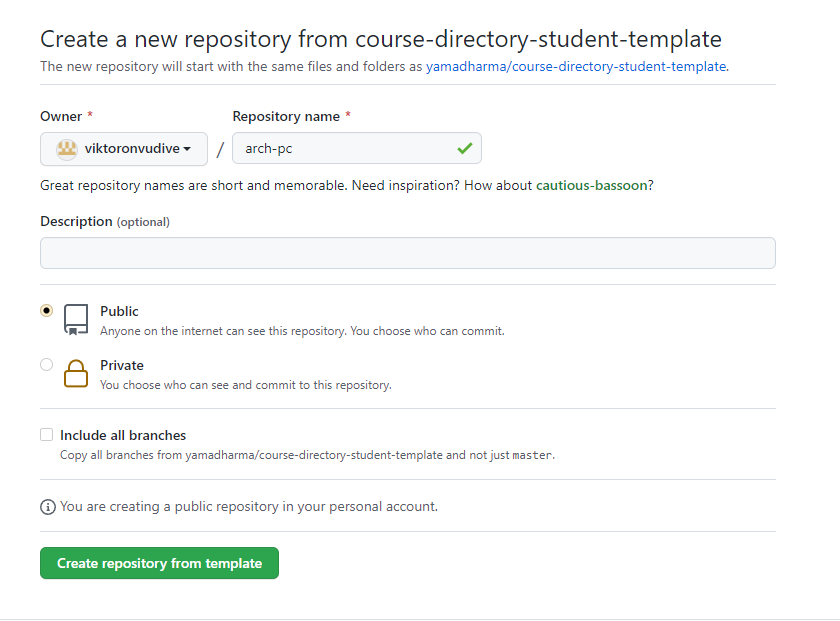 Create a new repository from course-directory-student-template
The new repository will start with the same files and folders as yamadharma/course-directory-student-template.
Owner * Repository name *
viktoronvudive / arch-pc
Great repository names are short and memorable. Need inspiration? How about cautious-bassoon?
Description (optional)
Public
Anyone on the internet can see this repository. You choose who can commit.
Private
You choose who can see and commit to this repository.
Include all branches
Copy all branches from yamadharma/course-directory-student-template and not just master.
You are creating a public repository in your personal account.
Create repository from template